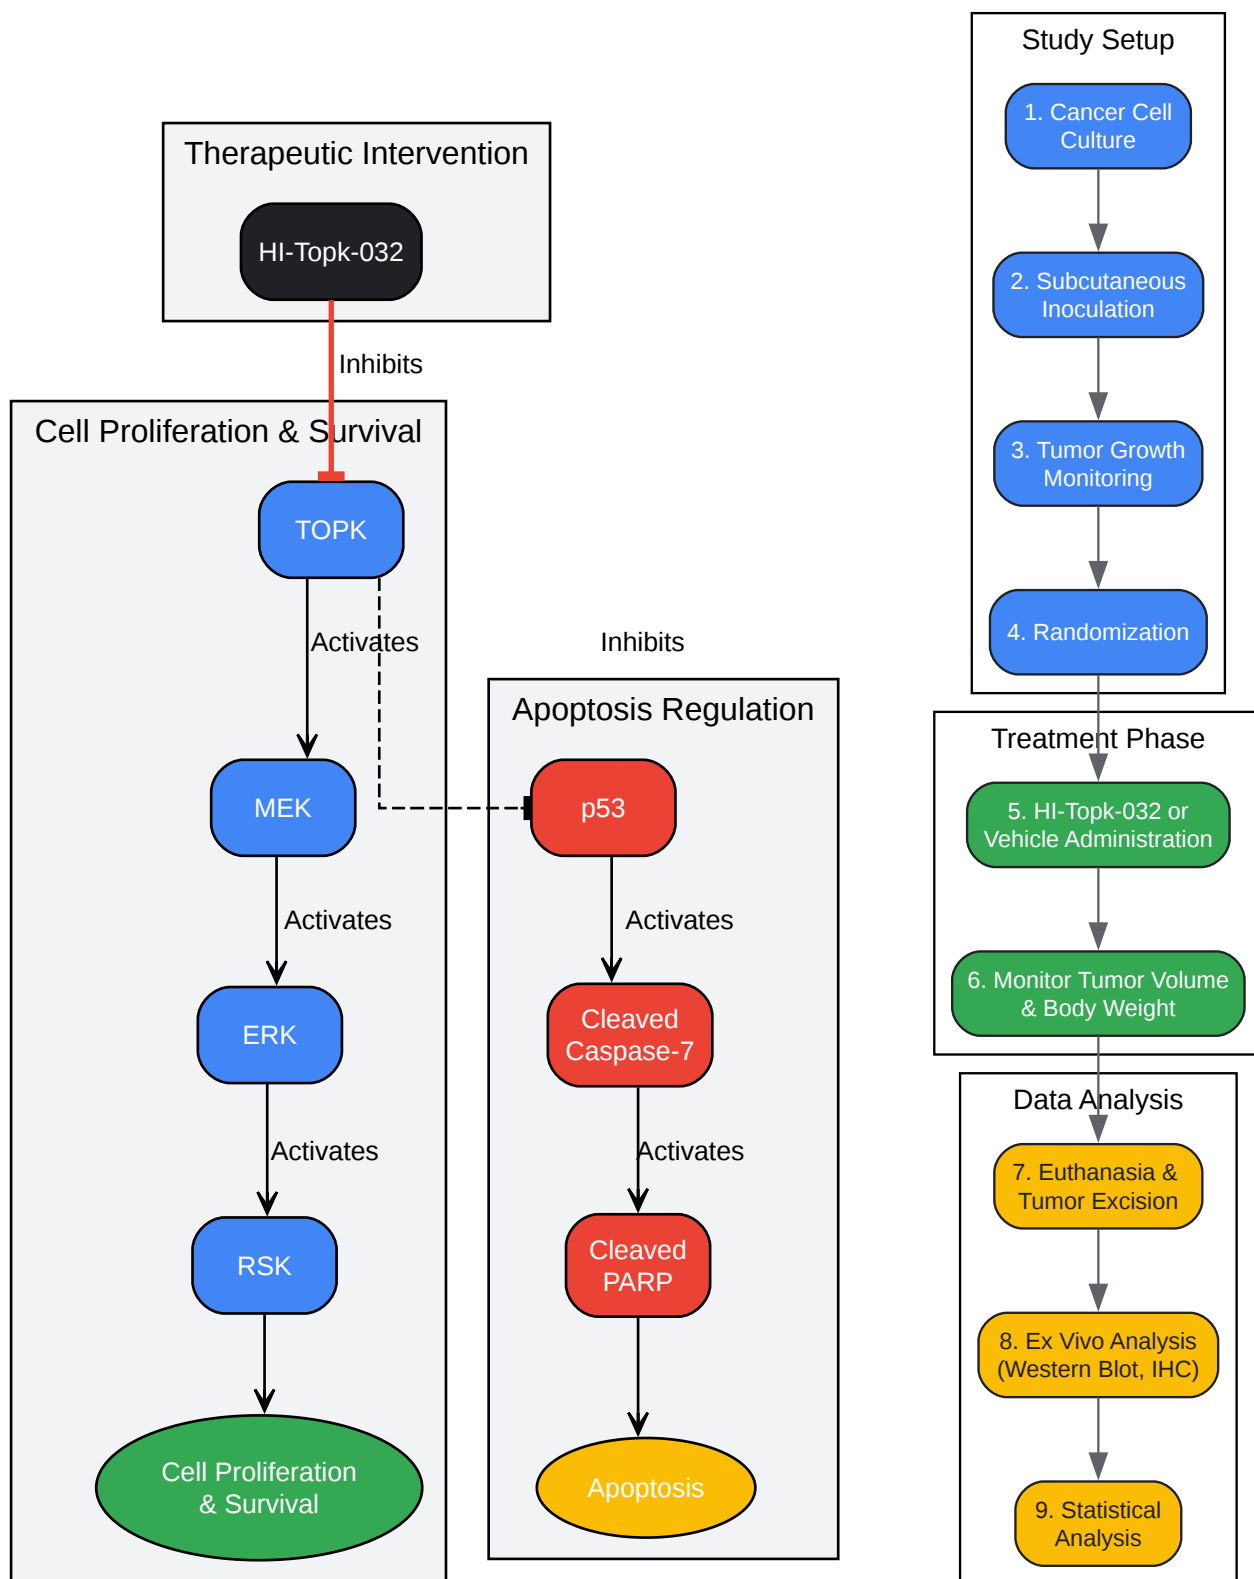 Therapeutic Intervention
HI-Topk-032
Inhibits
Cell Proliferation & Survival
TOPK
Activates
Inhibits
MEK
Activates
ERK
Activates
RSK
Cell Proliferation
& Survival
Apoptosis Regulation
p53
Activates
Cleaved
Caspase-7
Activates
Cleaved
PARP
Apoptosis
Study Setup
1. Cancer Cell
Culture
2. Subcutaneous
Inoculation
3. Tumor Growth
Monitoring
4. Randomization
Treatment Phase
5. HI-Topk-032 or
Vehicle Administration
6. Monitor Tumor Volume
& Body Weight
Data Analysis
7. Euthanasia &
Tumor Excision
8. Ex Vivo Analysis
(Western Blot, IHC)
9. Statistical
Analysis